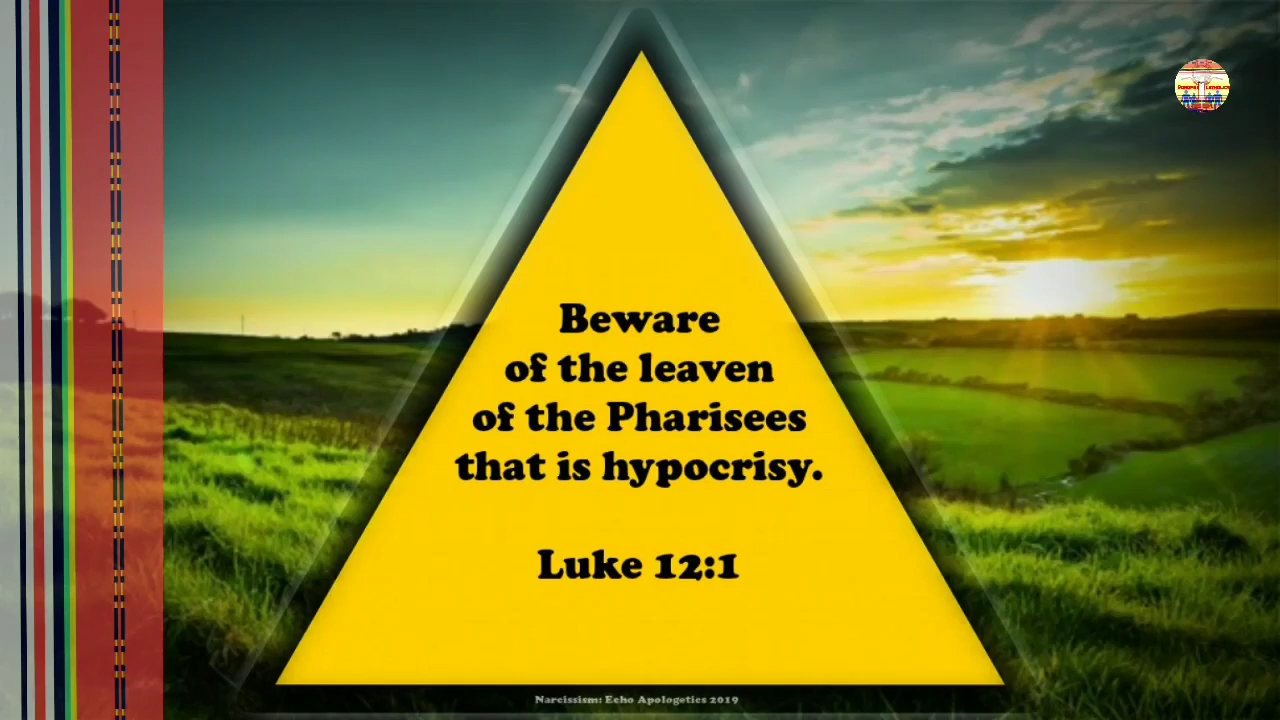 Beware
of the leaven
of the Pharisees
that is hypocrisy.
Luke 12:1
Narcissism: Echo Apologetics 2019